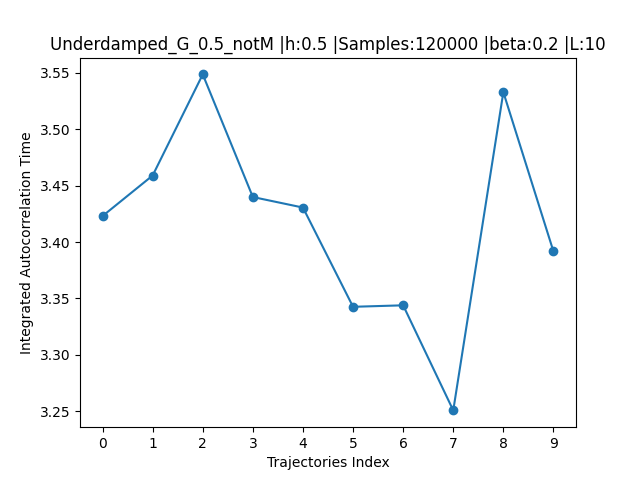 Underdamped_G_0.5_notM |h:0.5 |Samples:120000 |beta:0.2 |L:10
Integrated Autocorrelation Time
3.55
3.50
3.45
3.40
3.35
3.30
3.25
0 1 2 3 4 5 6 7 8 9
Trajectories Index